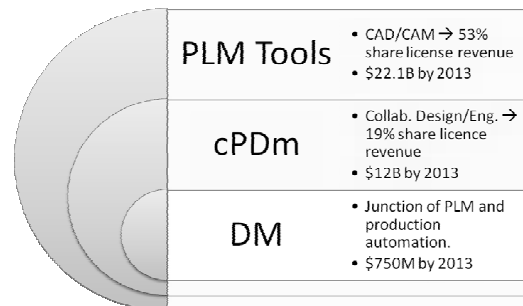 PLM Tools
• CAD/CAM → 53%
share license revenue
• $22.1B by 2013
cPDm
• Collab. Design/Eng. →
19% share licence
revenue
• $12B by 2013
DM
• Junction of PLM and
production
automation.
• $750M by 2013